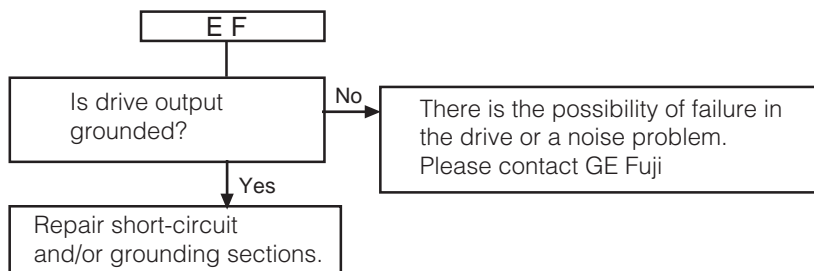 E F
Is drive output
grounded?
No
There is the possibility of failure in
the drive or a noise problem.
Please contact GE Fuji
Yes
Repair short-circuit
and/or grounding sections.